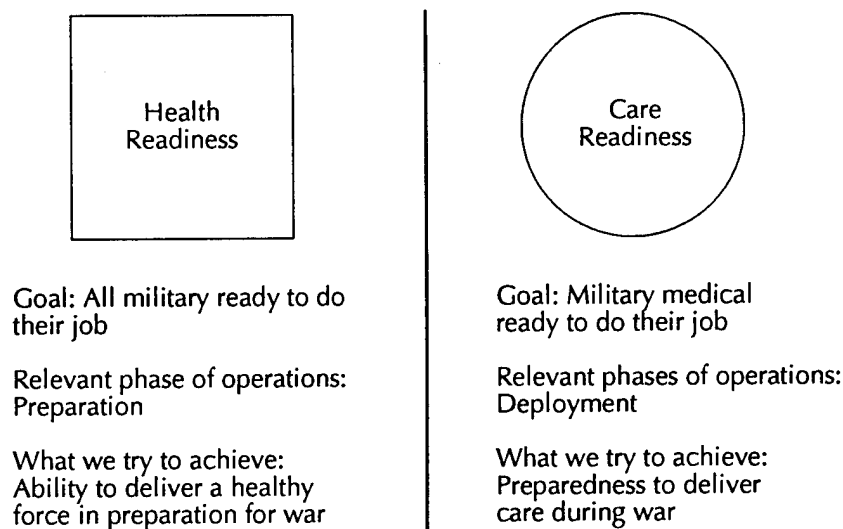 Health
Readiness
Goal: All military ready to do
their job
Relevant phase of operations:
Preparation
What we try to achieve:
Ability to deliver a healthy
force in preparation for war
Care
Readiness
Goal: Military medical
ready to do their job
Relevant phases of operations:
Deployment
What we try to achieve:
Preparedness to deliver
care during war